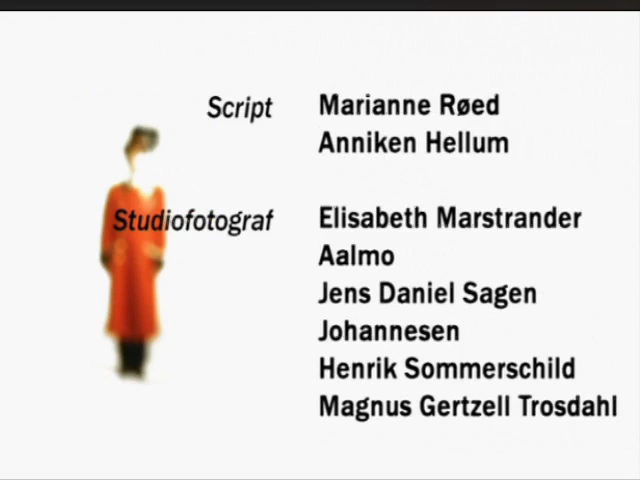 Script Marianne Røed
Anniken Hellum
Studiofotograf Elisabeth Marstrander
Aalmo
Jens Daniel Sagen
Johannesen
Henrik Sommerschild
Magnus Gertzell Trosdahl